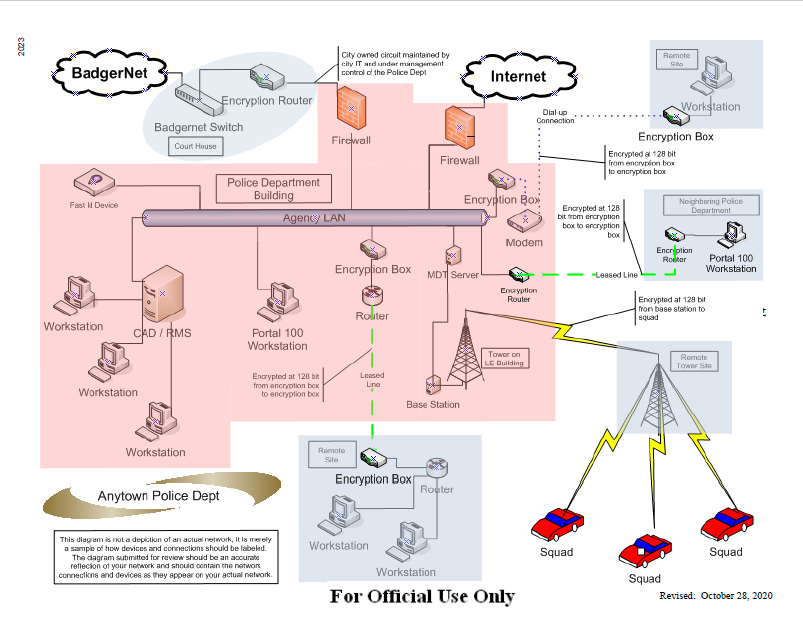 2023
BadgerNet
Encryption Router
Badgernet Switch
Court House
City owned circuit maintained by
city IT and under management
control of the Police Dept
Firewall
Internet
Firewall
Dial-up
Connection
Remote
Site
Workstation
Encryption Box
Encrypted at 128 bit
from encryption box
to encryption box
Fast Id Device
Police Department
Building
Agency LAN
Encryption Box
Modem
Encrypted at 128
bit from encryption
box to encryption
box
Neighboring Police
Department
Encryption
Router
Portal 100
Workstation
Leased Line
Encryption
Router
MDT Server
Encryption Box
Router
Workstation
CAD / RMS
Workstation
Workstation
Portal 100
Workstation
Encrypted at 128 bit
from encryption box
to encryption box
Leased
Line
Tower on
LE Building
Base Station
Encrypted at 128 bit
from base station to
squad
Remote
Tower Site
Squad
Squad
Squad
Remote
Site
Encryption Box
Router
Workstation
Workstation
Anytown Police Dept
This diagram is not a depiction of an actual network, it is merely
a sample of how devices and connections should be labeled.
The diagram submitted for review should be an accurate
reflection of your network and should contain the network
connections and devices as they appear on your actual network.
For Official Use Only
Revised: October 28, 2020